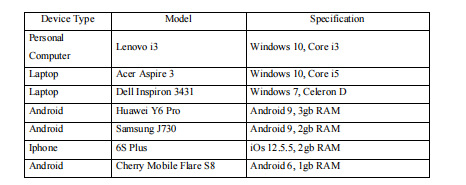 Device Type Model Specification
Personal
Computer Lenovo i3 Windows 10, Core i3
Laptop Acer Aspire 3 Windows 10, Core i5
Laptop Dell Inspiron 3431 Windows 7, Celeron D
Android Huawei Y6 Pro Android 9, 3gb RAM
Android Samsung J730 Android 9, 2gb RAM
Iphone 6S Plus iOs 12.5.5, 2gb RAM
Android Cherry Mobile Flare S8 Android 6, 1gb RAM